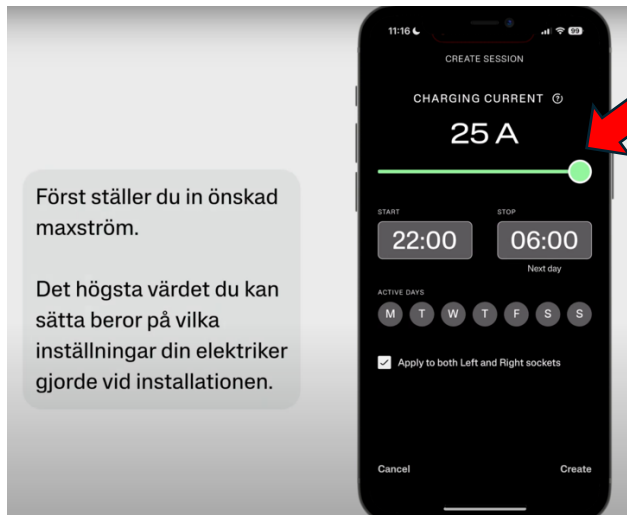 Först ställer du in önskad
maxström.
Det högsta värdet du kan
sätta beror på vilka
inställningar din elektriker
gjorde vid installationen.
11:16
99
CREATE SESSION
CHARGING CURRENT ?
25 A
START STOP
22:00 06:00
Next day
ACTIVE DAYS
M T W T F S S
Apply to both Left and Right sockets
Cancel Create